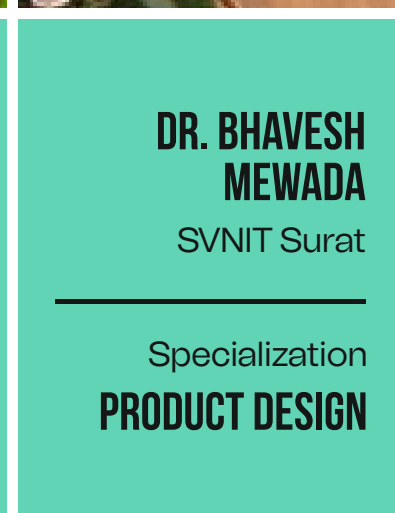 DR. BHAVESH
MEWADA
SVNIT Surat
Specialization
PRODUCT DESIGN